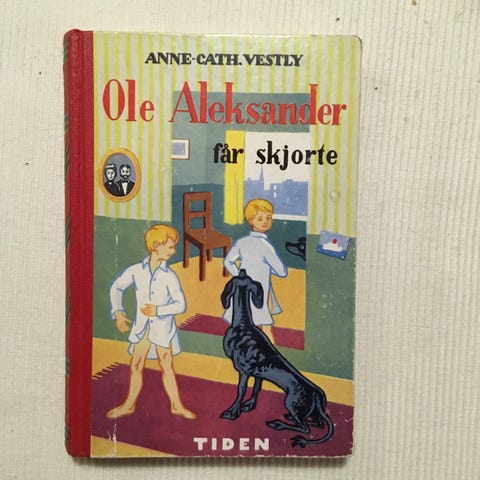 ANNE-CATH. VESTLY
Ole Aleksander
får skjorte
TIDEN